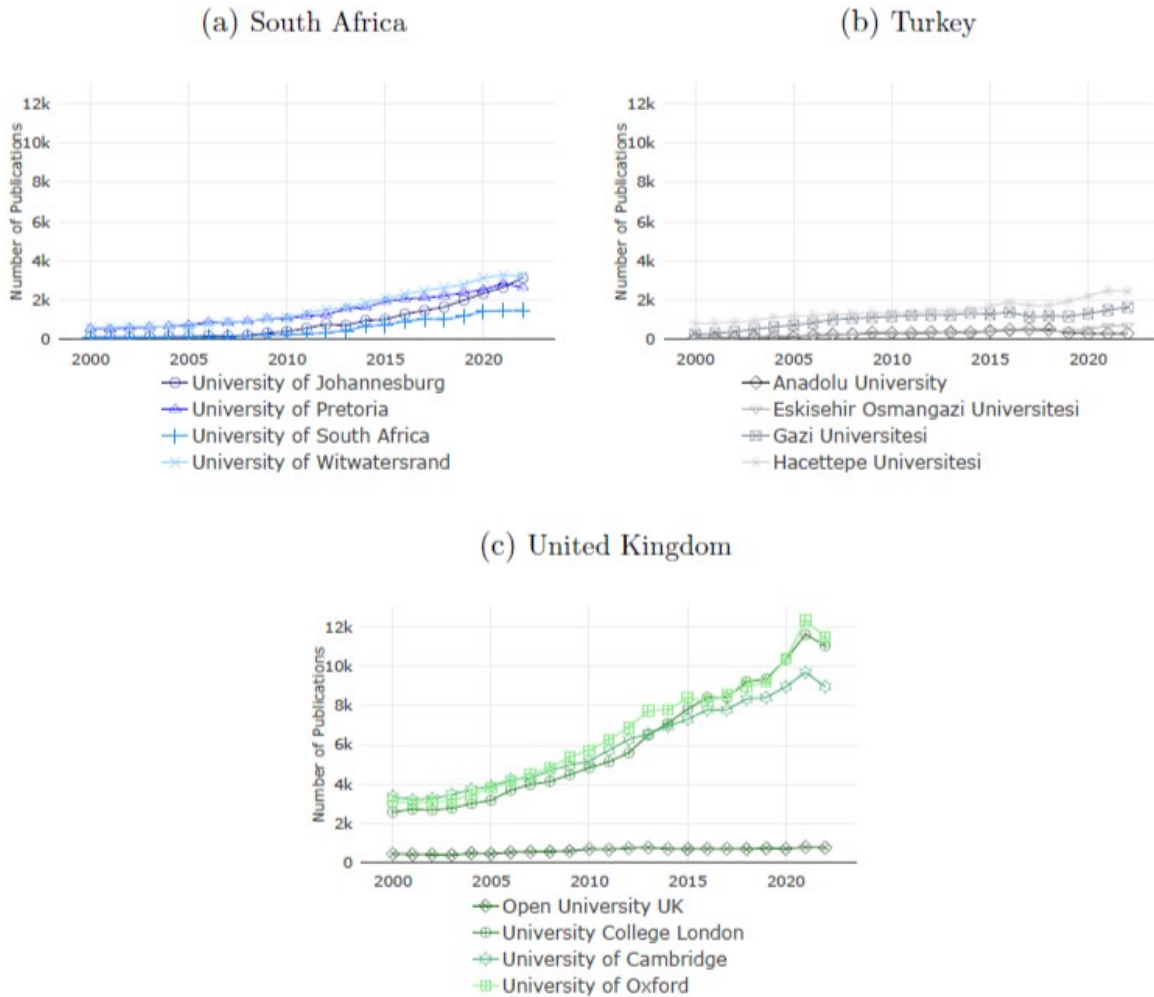 (a) South Africa
12k
10k
8k
6k
4k
2k
0
Number of Publications
2000
2005
2010
2015
2020
University of Johannesburg
University of Pretoria
University of South Africa
University of Witwatersrand
(b) Turkey
12k
10k
8k
6k
4k
2k
0
Number of Publications
2000
2005
2010
2015
2020
Anadolu University
Eskisehir Osmangazi Universitesi
Gazi Universitesi
Hacettepe Universitesi
(c) United Kingdom
12k
10k
8k
6k
4k
2k
0
Number of Publications
2000
2005
2010
2015
2020
Open University UK
University College London
University of Cambridge
University of Oxford